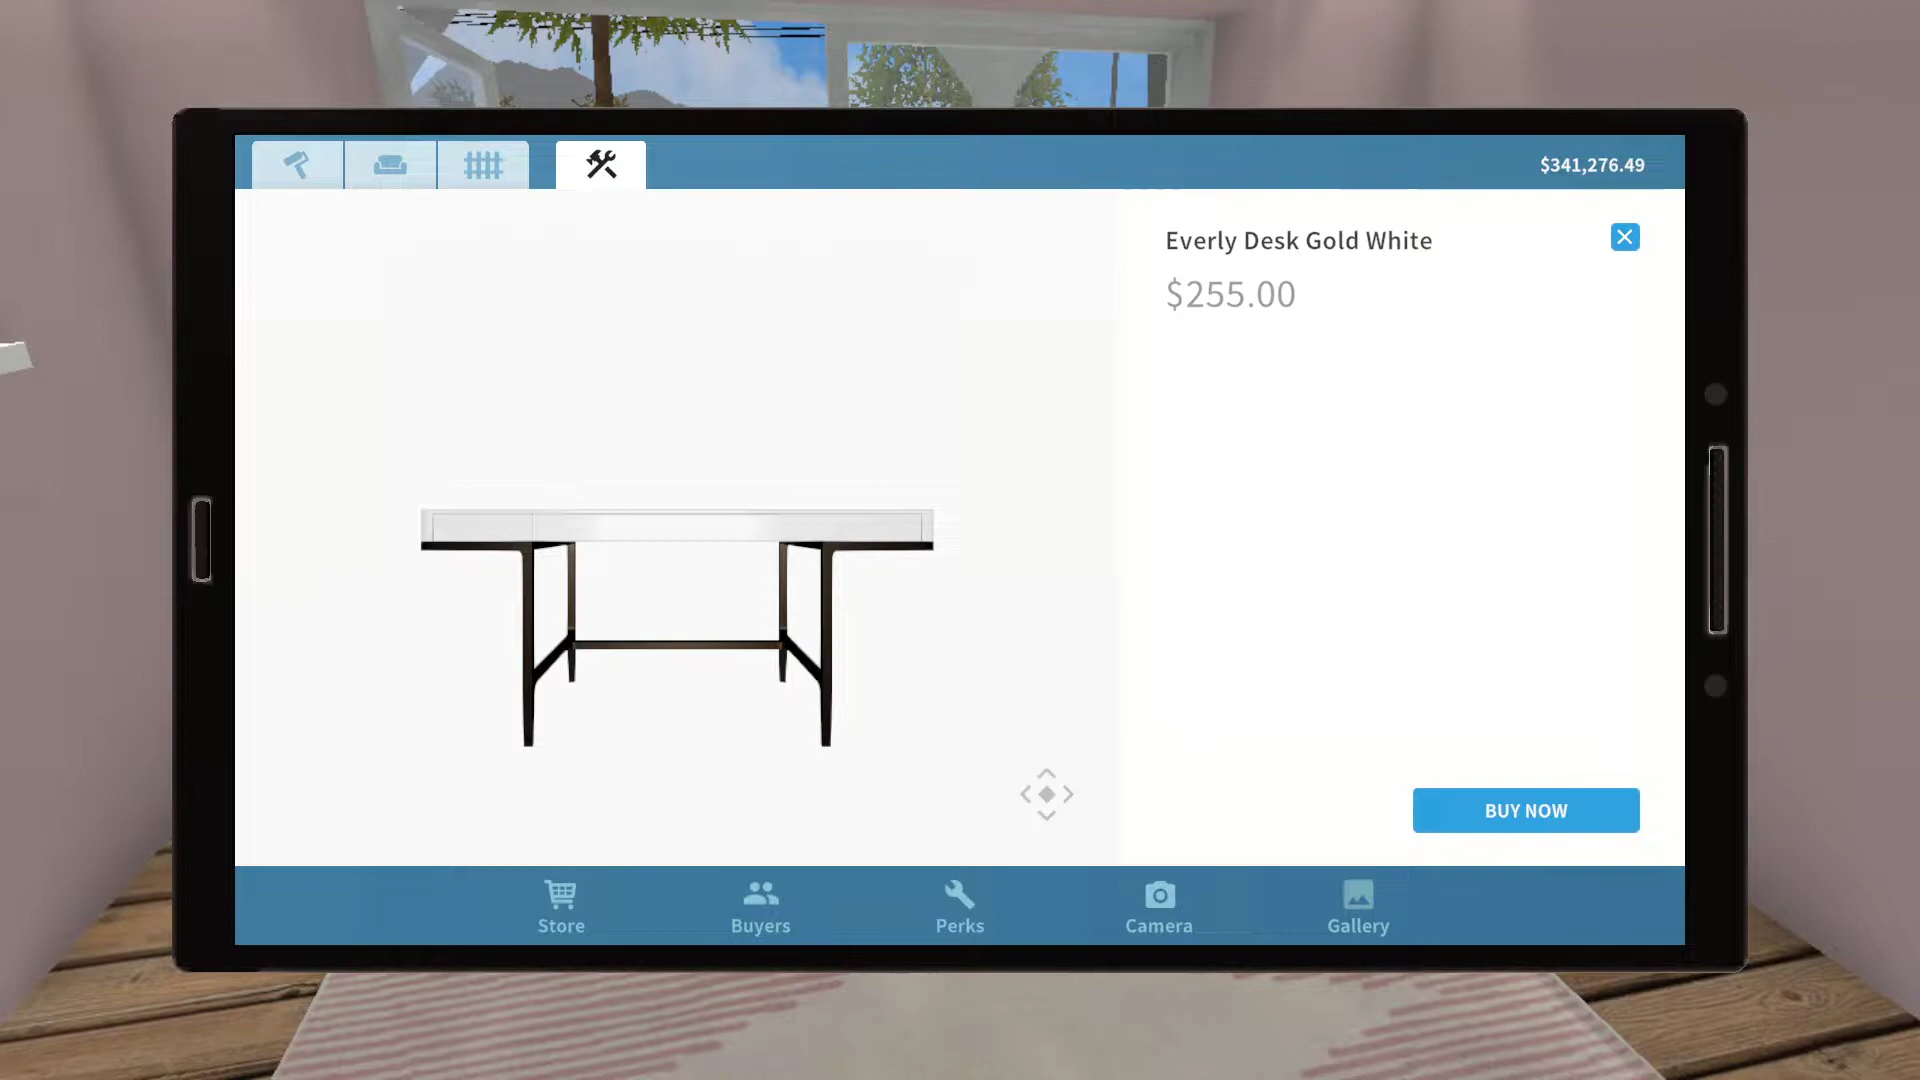 $341,276.49
Everly Desk Gold White
$255.00
BUY NOW
Store
Buyers
Perks
Camera
Gallery